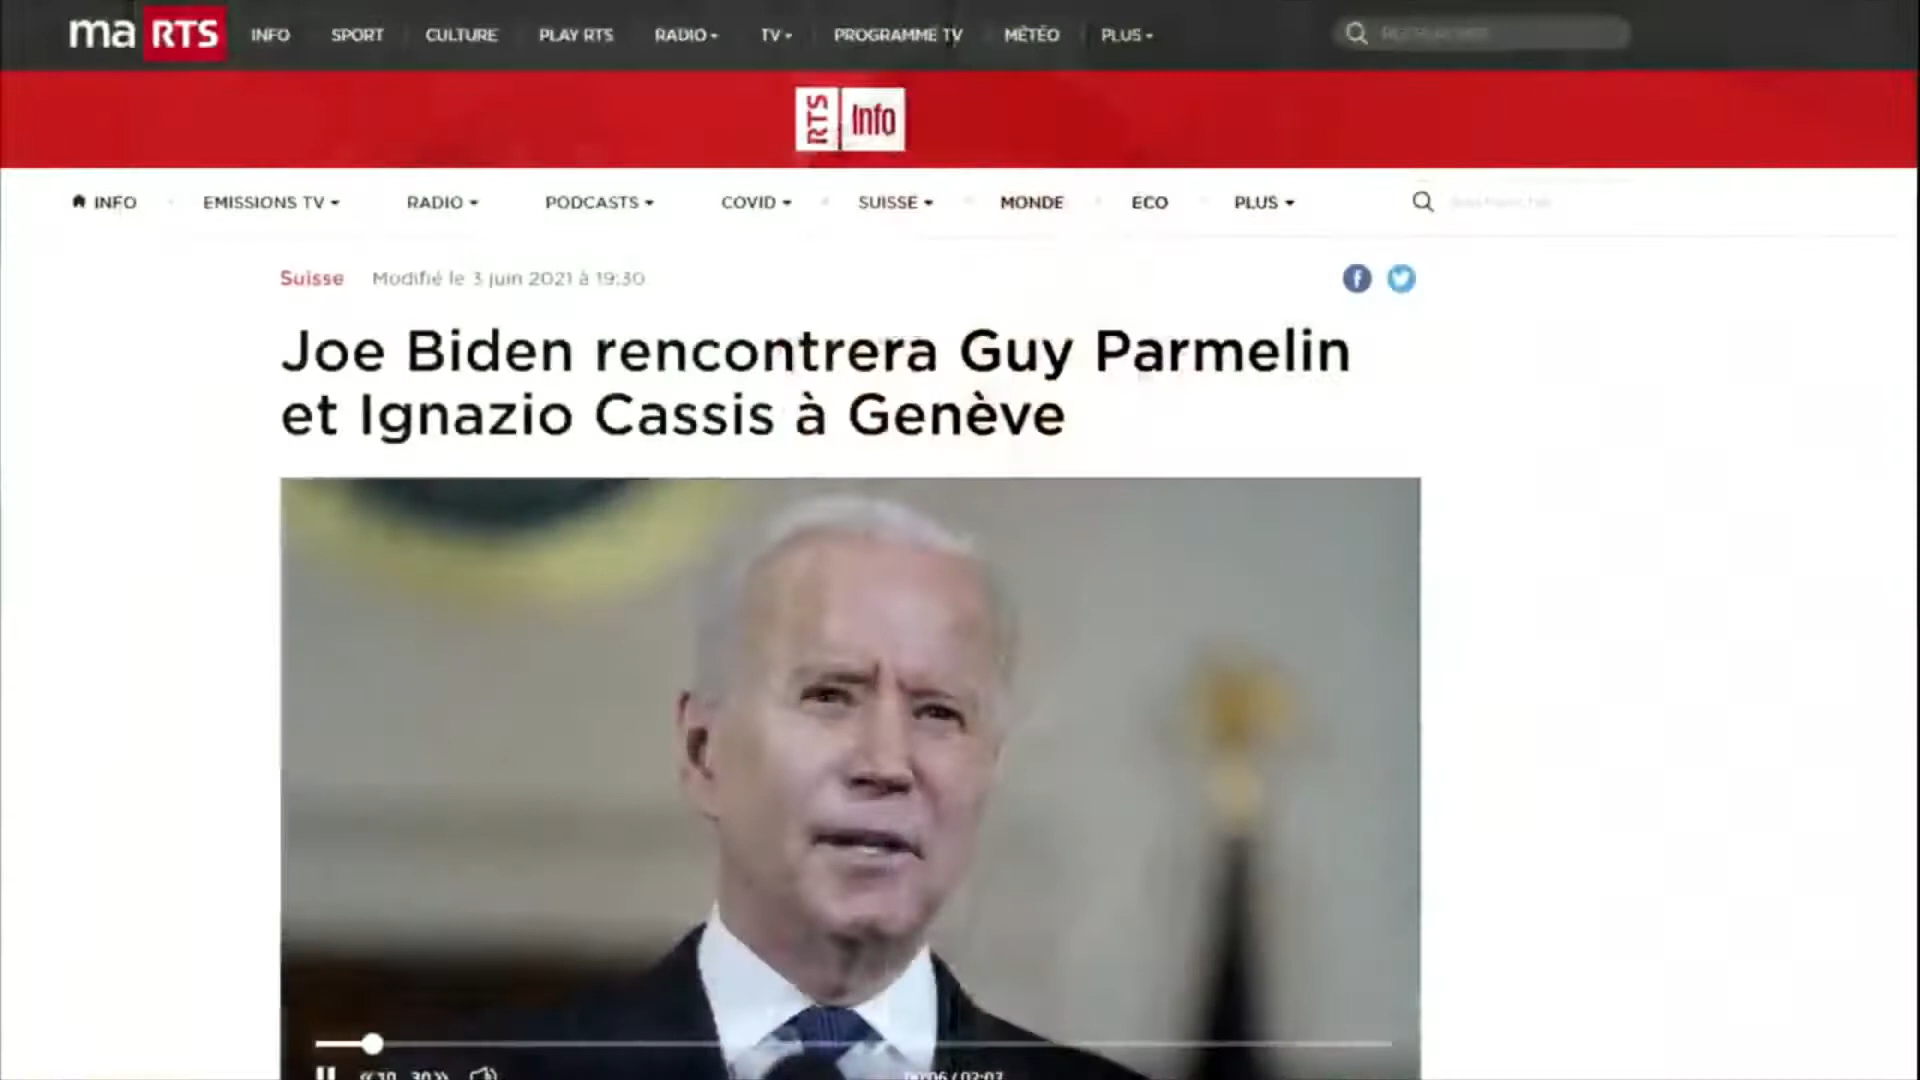 ma RTS INFO SPORT CULTURE PLAY RTS RADIO TV PROGRAMME TV MÉTÉO PLUS
RTS Info
INFO EMISSIONS TV RADIO PODCASTS COVID SUISSE MONDE ECO PLUS
Suisse Modifié le 3 juin 2021 à 19:30
Joe Biden rencontrera Guy Parmelin
et Ignazio Cassis à Genève